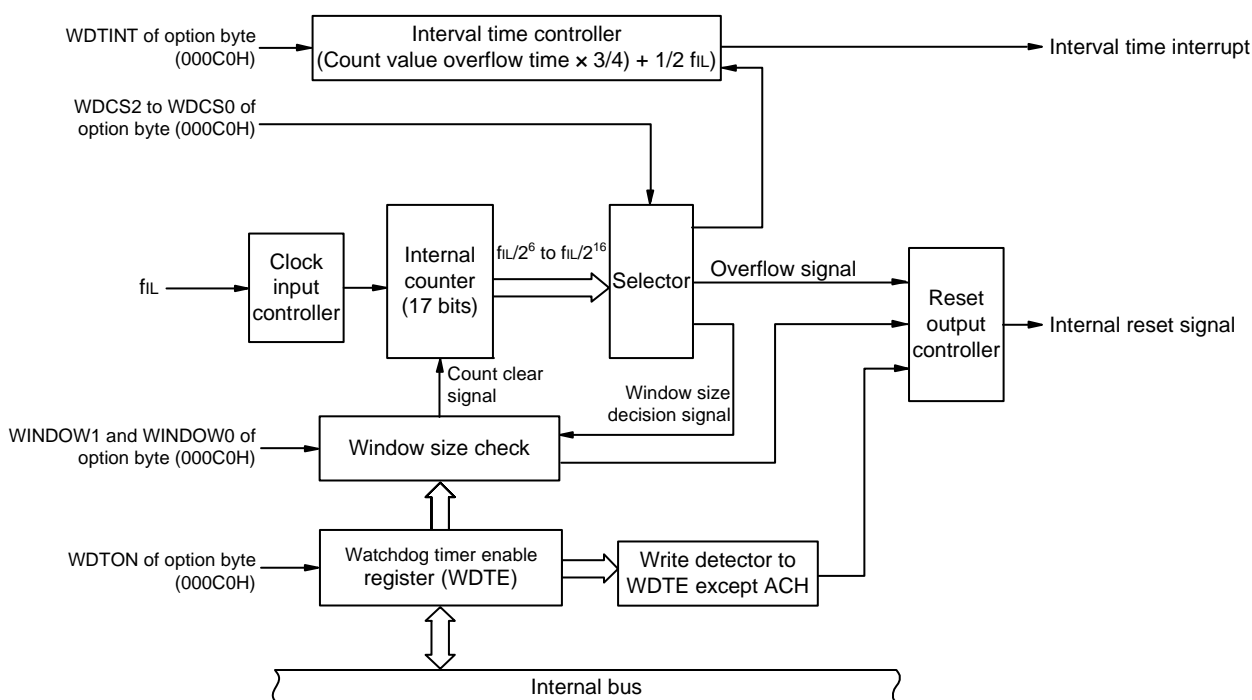 WDTINT of option byte
(000C0H)
Interval time controller
(Count value overflow time × 3/4) + 1/2 fIL)
Interval time interrupt
WDCS2 to WDCS0 of
option byte (000C0H)
fIL
Clock
input
controller
Internal
counter
(17 bits)
fIL/2⁶ to fIL/2¹⁶
Selector
Overflow signal
Reset
output
controller
Internal reset signal
Count clear
signal
Window size
decision signal
WINDOW1 and WINDOW0 of
option byte (000C0H)
Window size check
WDTON of option byte
(000C0H)
Watchdog timer enable
register (WDTE)
Write detector to
WDTE except ACH
Internal bus